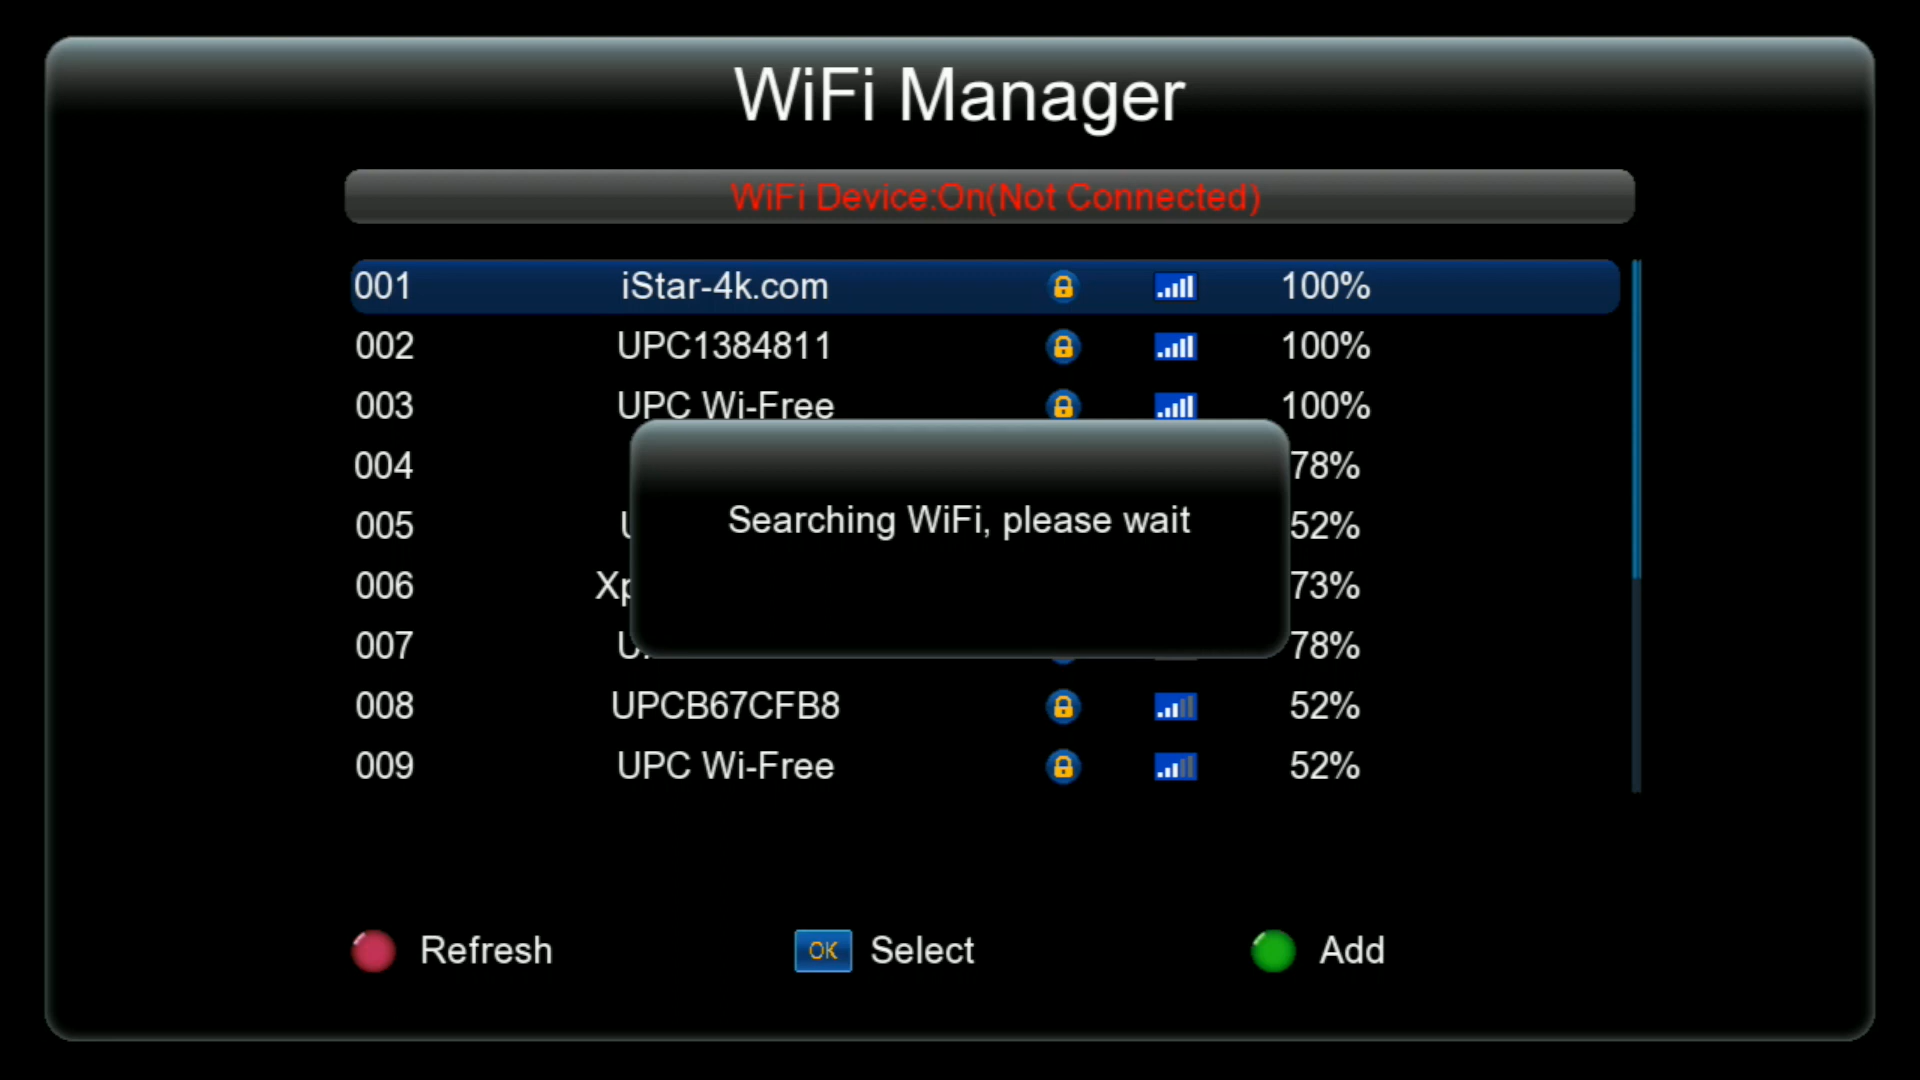 WiFi Manager
WiFi Device:On(Not Connected)
001 iStar-4k.com 100%
002 UPC1384811 100%
003 UPC Wi-Free 100%
004 78%
005 52%
006 73%
007 78%
Searching WiFi, please wait
008 UPCB67CFB8 52%
009 UPC Wi-Free 52%
Refresh OK Select Add